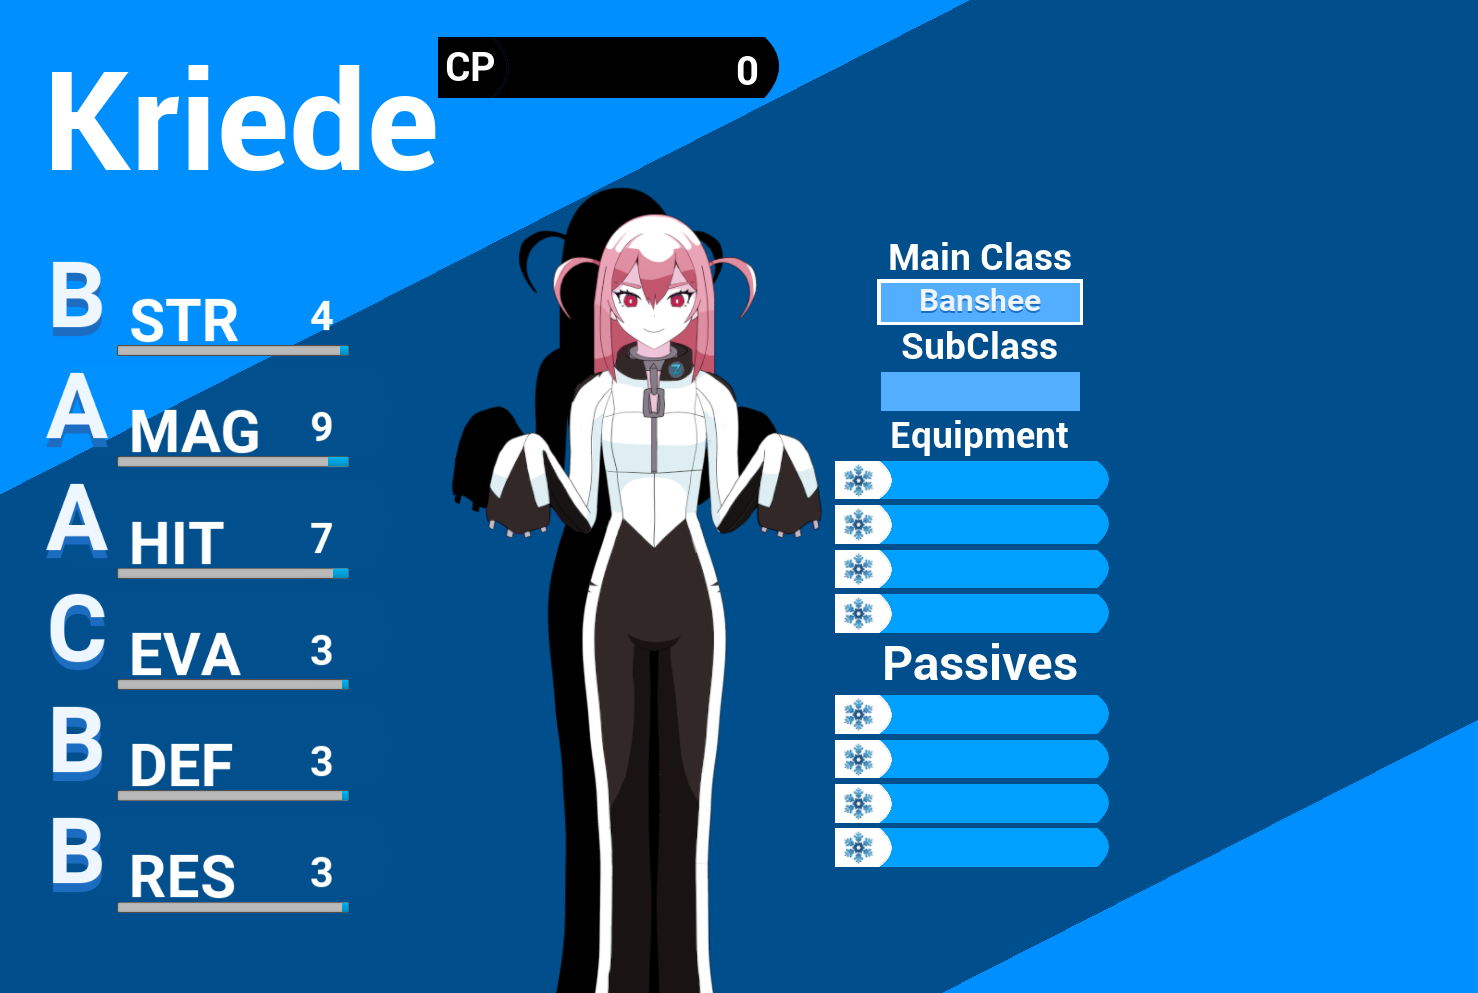 Kriede
CP 0
B STR 4
A MAG 9
A HIT 7
C EVA 3
B DEF 3
B RES 3
Main Class
Banshee
SubClass
Equipment
Passives
Z